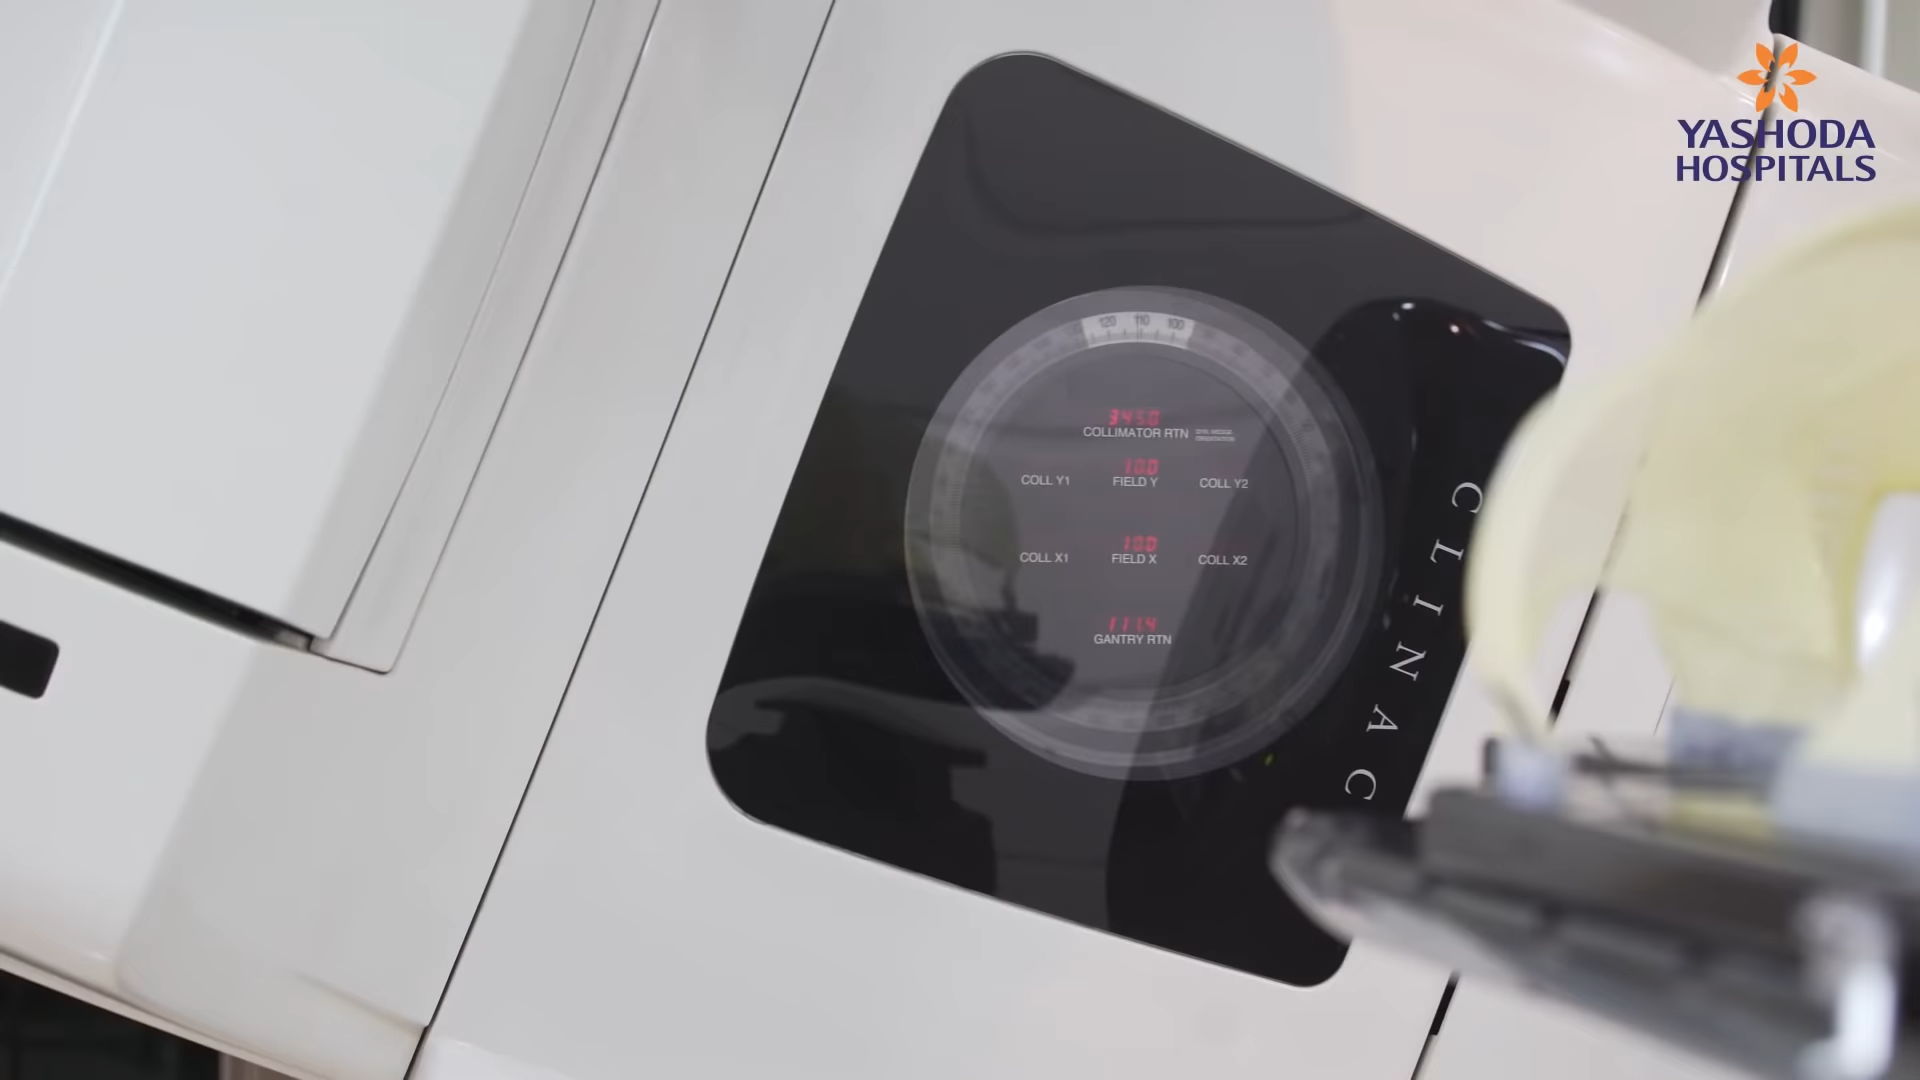 YASHODA
HOSPITALS
120 110 100
345.0
COLLIMATOR RTN
10.0
COLL Y1 FIELD Y COLL Y2
10.0
COLL X1 FIELD X COLL X2
111.4
GANTRY RTN
CLINAC